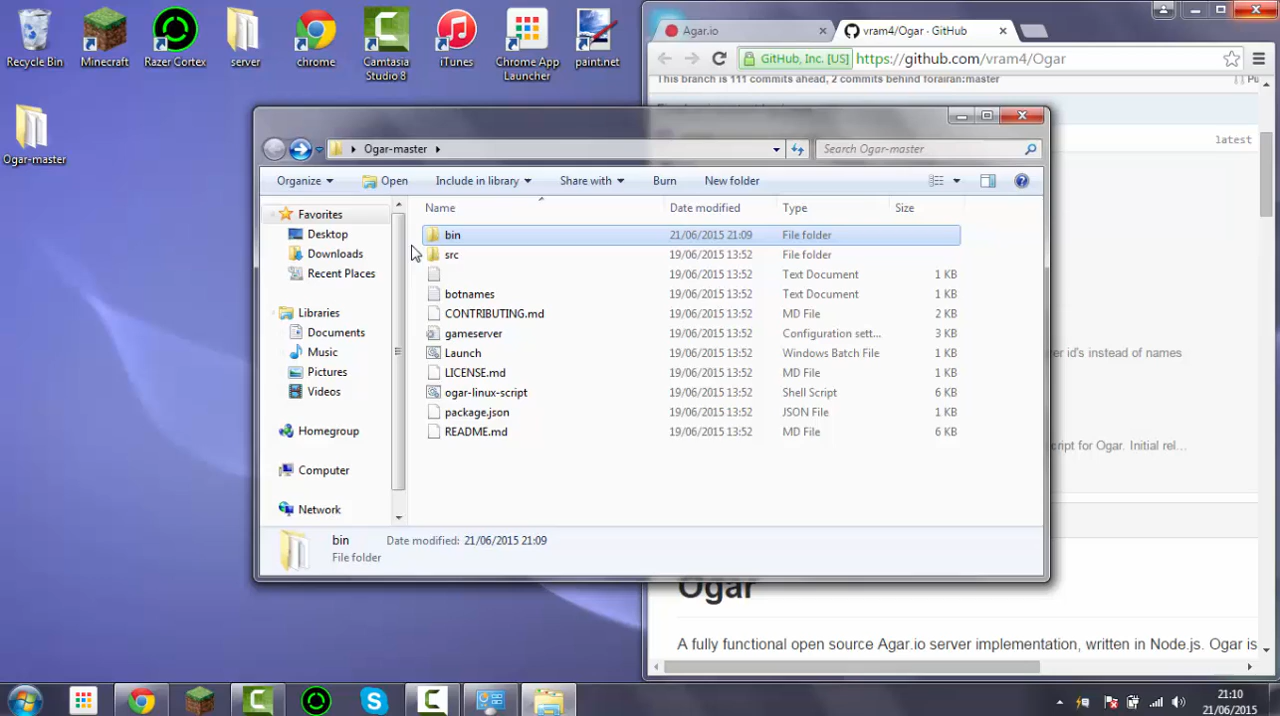 Recycle Bin
Minecraft
Razer Cortex
server
chrome
Camtasia
Studio 8
iTunes
Chrome App
Launcher
paint.net
Ogar-master
Agar.io
vram4/Ogar · GitHub
GitHub, Inc. [US]
https://github.com/vram4/Ogar
This branch is 111 commits ahead, 2 commits behind forairan:master
latest
er id's instead of names
cript for Ogar. Initial rel...
Ogar
A fully functional open source Agar.io server implementation, written in Node.js. Ogar is
Ogar-master
Search Ogar-master
Organize
Open
Include in library
Share with
Burn
New folder
Favorites
Desktop
Downloads
Recent Places
Libraries
Documents
Music
Pictures
Videos
Homegroup
Computer
Network
Name Date modified Type Size
bin 21/06/2015 21:09 File folder
src 19/06/2015 13:52 File folder
19/06/2015 13:52 Text Document 1 KB
botnames 19/06/2015 13:52 Text Document 1 KB
CONTRIBUTING.md 19/06/2015 13:52 MD File 2 KB
gameserver 19/06/2015 13:52 Configuration sett... 3 KB
Launch 19/06/2015 13:52 Windows Batch File 1 KB
LICENSE.md 19/06/2015 13:52 MD File 1 KB
ogar-linux-script 19/06/2015 13:52 Shell Script 6 KB
package.json 19/06/2015 13:52 JSON File 1 KB
README.md 19/06/2015 13:52 MD File 6 KB
bin Date modified: 21/06/2015 21:09
File folder
21:10
21/06/2015